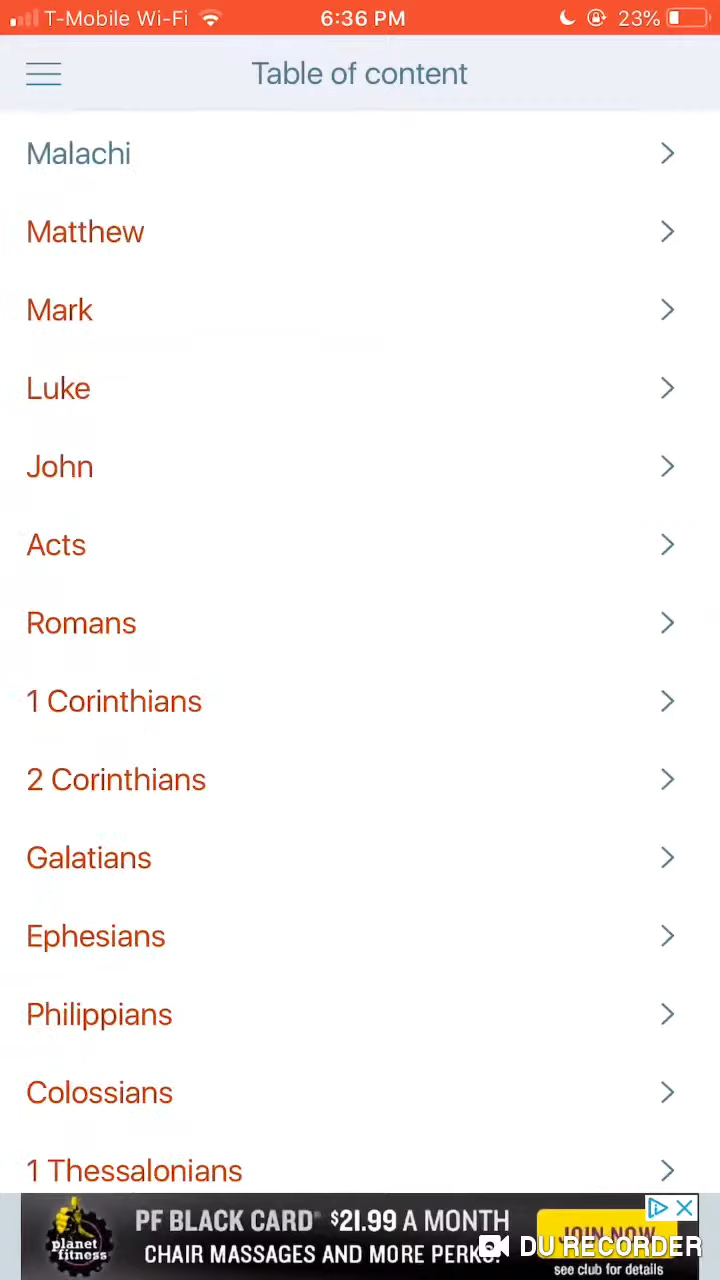 T-Mobile Wi-Fi 6:36 PM 23%
Table of content
Malachi
Matthew
Mark
Luke
John
Acts
Romans
1 Corinthians
2 Corinthians
Galatians
Ephesians
Philippians
Colossians
1 Thessalonians
planet fitness
PF BLACK CARD® $21.99 A MONTH
CHAIR MASSAGES AND MORE PERKS.
JOIN NOW
DU RECORDER
see club for details